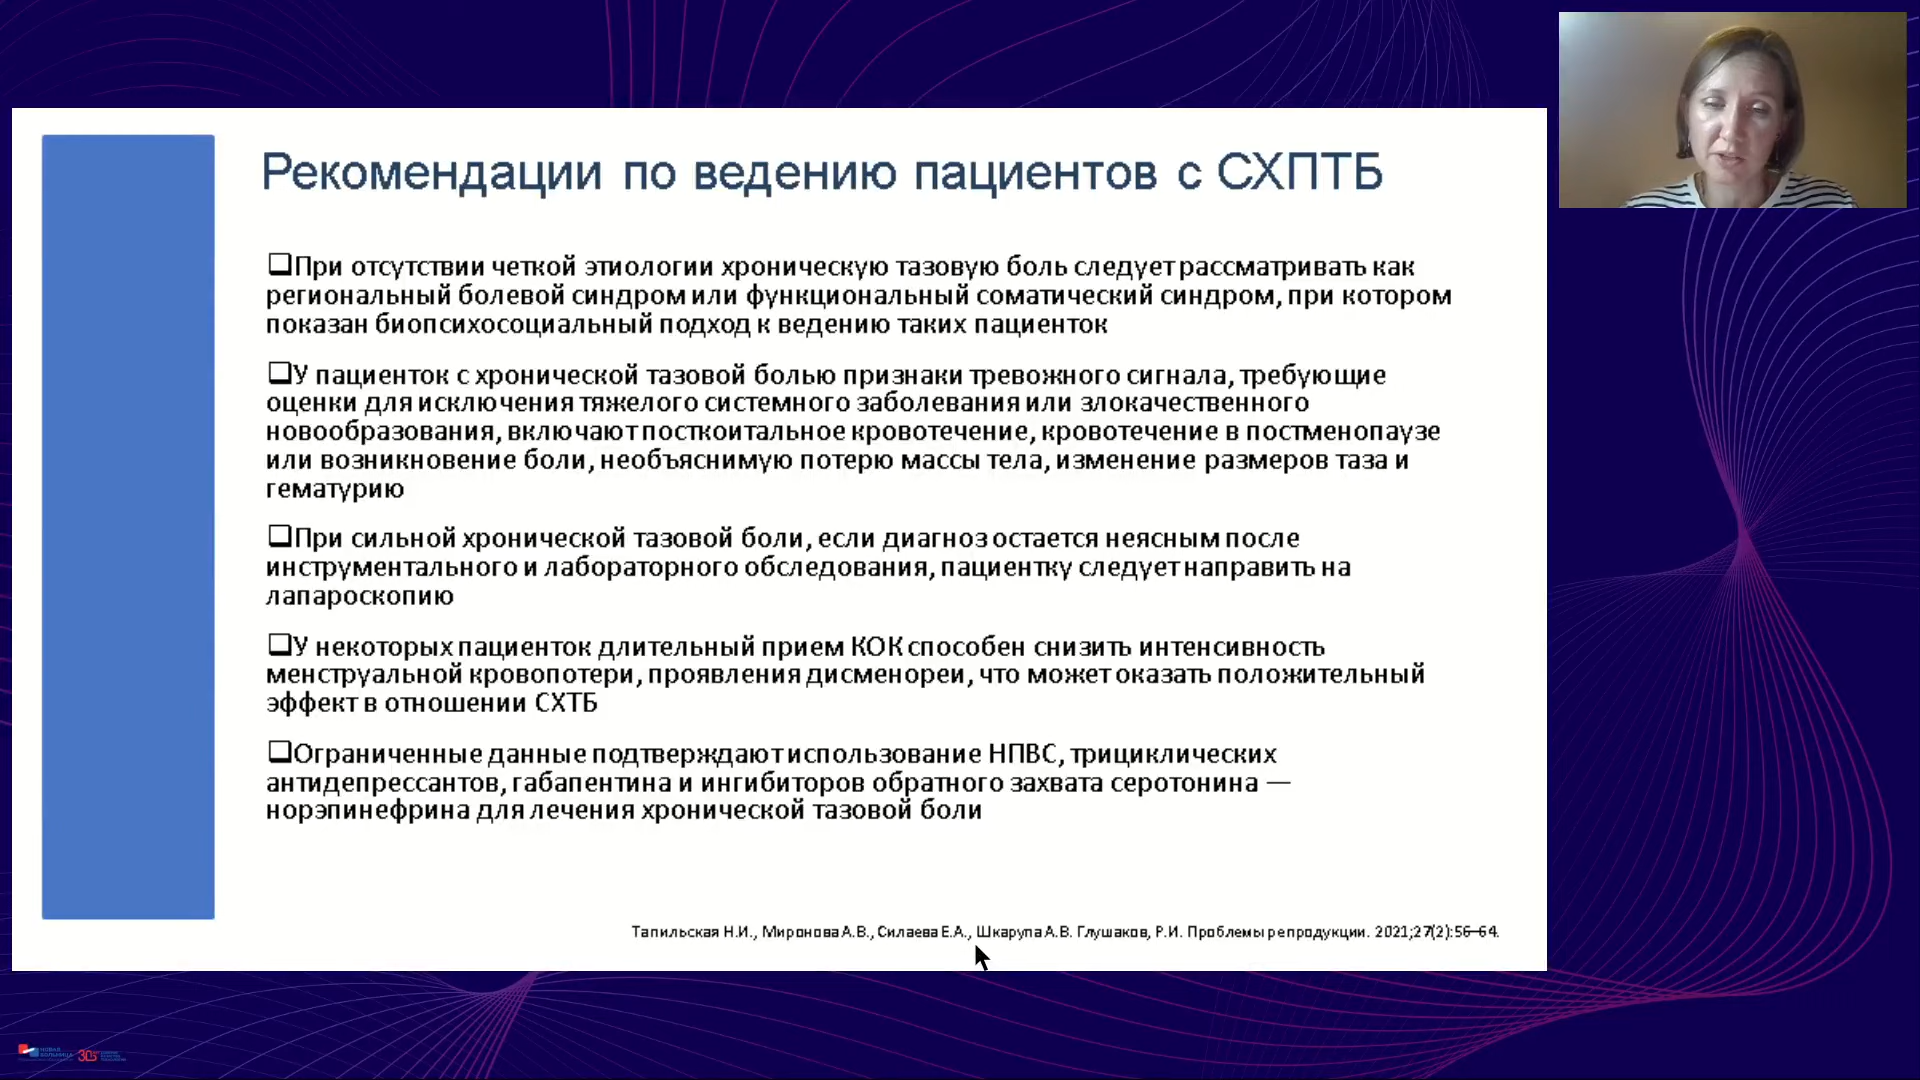 Рекомендации по ведению пациентов с СХПТБ
❑При отсутствии четкой этиологии хроническую тазовую боль следует рассматривать как
региональный болевой синдром или функциональный соматический синдром, при котором
показан биопсихосоциальный подход к ведению таких пациенток
❑У пациенток с хронической тазовой болью признаки тревожного сигнала, требующие
оценки для исключения тяжелого системного заболевания или злокачественного
новообразования, включают посткоитальное кровотечение, кровотечение в постменопаузе
или возникновение боли, необъяснимую потерю массы тела, изменение размеров таза и
гематурию
❑При сильной хронической тазовой боли, если диагноз остается неясным после
инструментального и лабораторного обследования, пациентку следует направить на
лапароскопию
❑У некоторых пациенток длительный прием КОК способен снизить интенсивность
менструальной кровопотери, проявления дисменореи, что может оказать положительный
эффект в отношении СХТБ
❑Ограниченные данные подтверждают использование НПВС, трициклических
антидепрессантов, габапентина и ингибиторов обратного захвата серотонина —
норэпинефрина для лечения хронической тазовой боли
Тапильская Н.И., Миронова А.В., Силаева Е.А., Шкарупа А.В. Глушаков, Р.И. Проблемы репродукции. 2021;27(2):56–64.
НОВАЯ
БОЛЬНИЦА
30